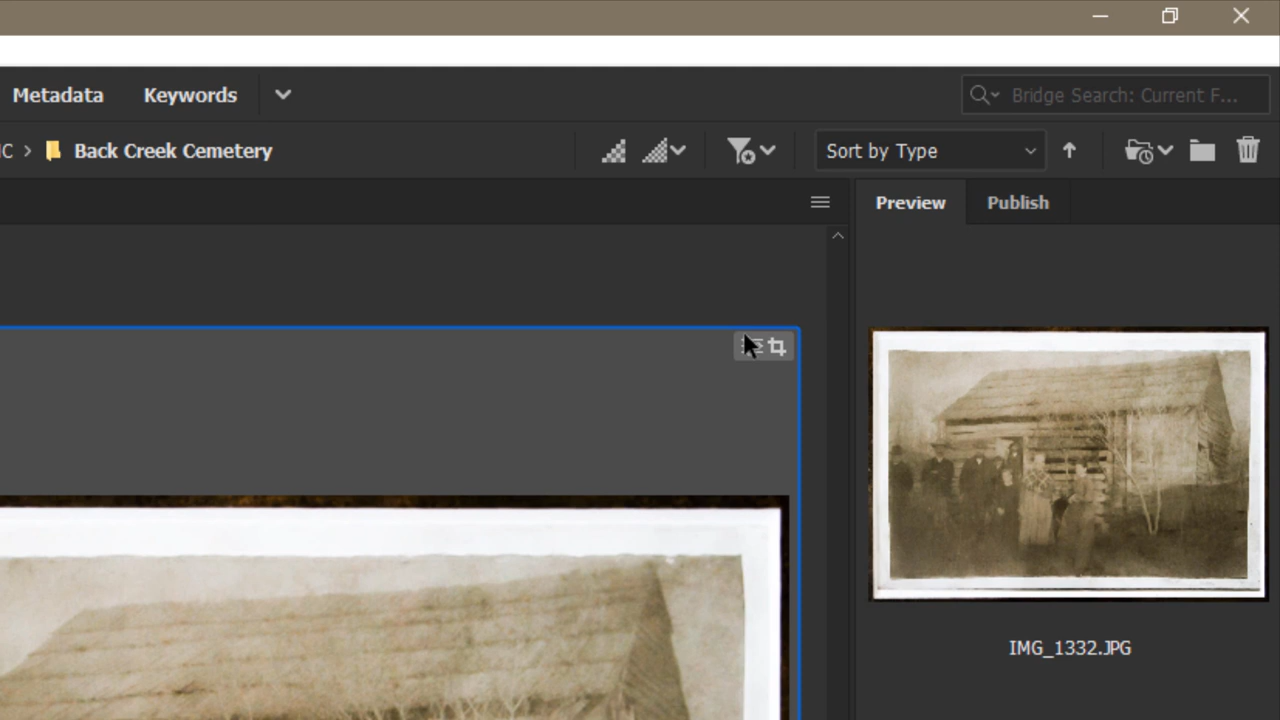 Metadata Keywords
Bridge Search: Current F...
C > Back Creek Cemetery
Sort by Type
Preview Publish
IMG_1332.JPG